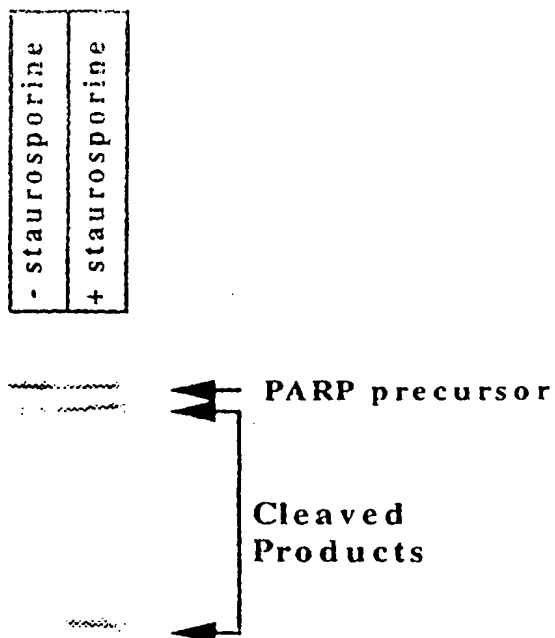 - staurosporine
+ staurosporine
PARP precursor
Cleaved
Products